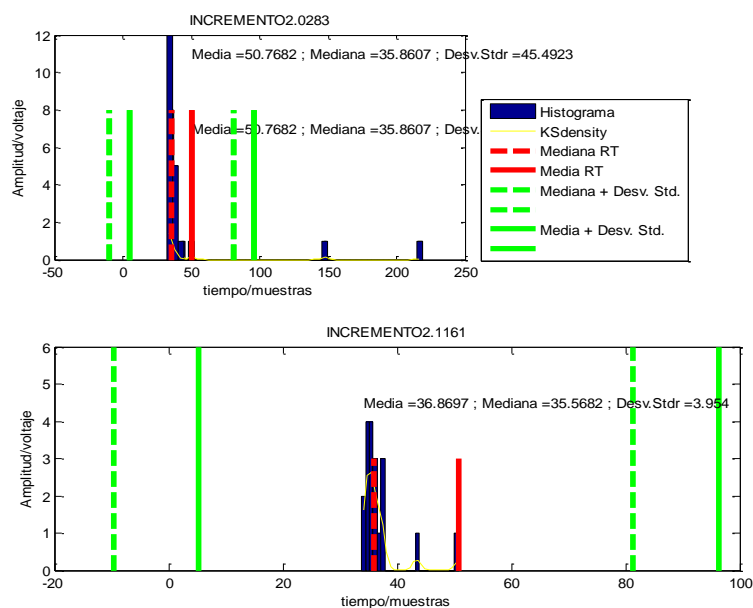 INCREMENTO2.0283
Media =50.7682 ; Mediana =35.8607 ; Desv.Stdr =45.4923
Media =50.7682 ; Mediana =35.8607 ; Desv.
Amplitud/voltaje
12
10
8
6
4
2
0
-50 0 50 100 150 200 250
tiempo/muestras
Histograma
KSdensity
Mediana RT
Media RT
Mediana + Desv. Std.
Media + Desv. Std.
INCREMENTO2.1161
Media =36.8697 ; Mediana =35.5682 ; Desv.Stdr =3.954
Amplitud/voltaje
6
5
4
3
2
1
0
-20 0 20 40 60 80 100
tiempo/muestras